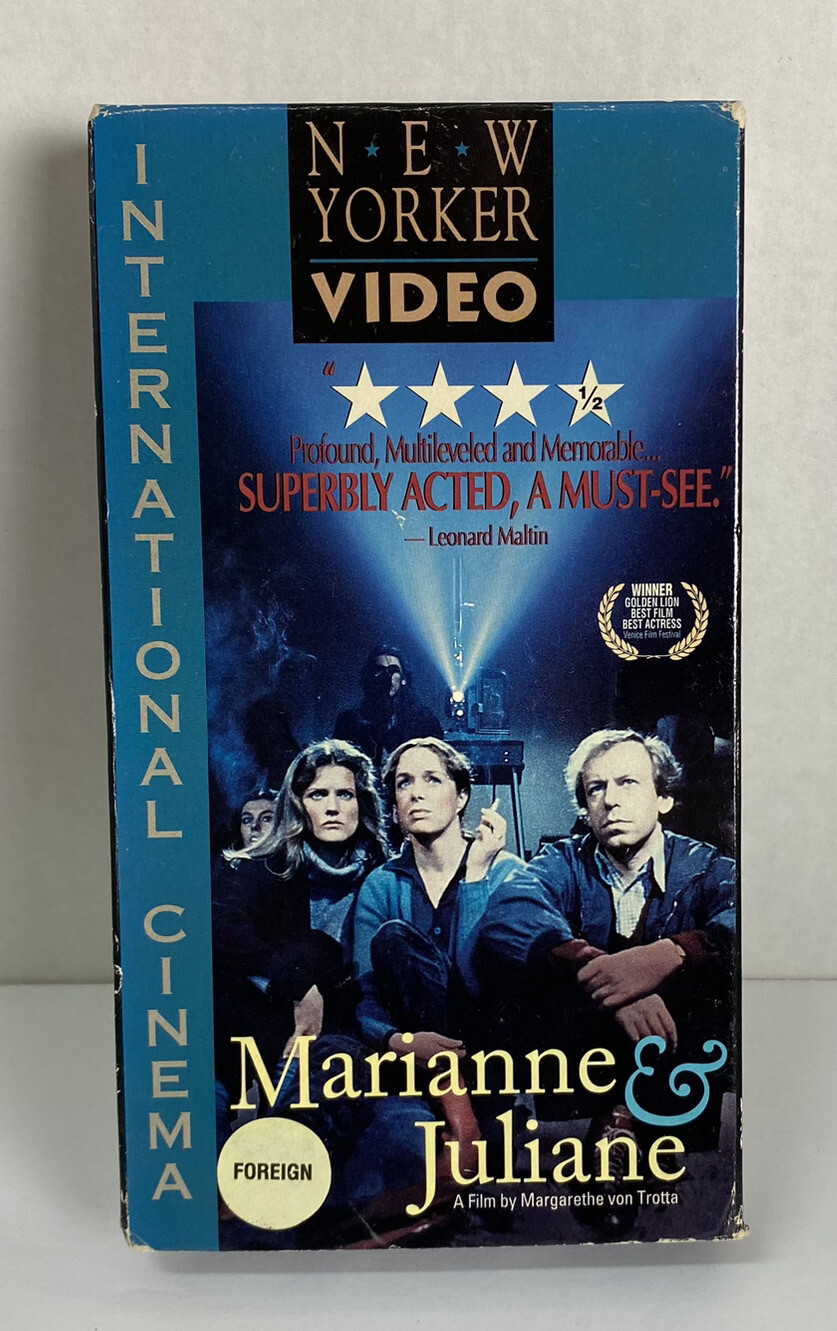 N★E★W
YORKER
VIDEO
INTERNATIONAL CINEMA
“★★★½
Profound, Multileveled and Memorable...
SUPERBLY ACTED, A MUST-SEE.”
— Leonard Maltin
WINNER
GOLDEN LION
BEST FILM
BEST ACTRESS
Venice Film Festival
Marianne &
Juliane
FOREIGN
A Film by Margarethe von Trotta